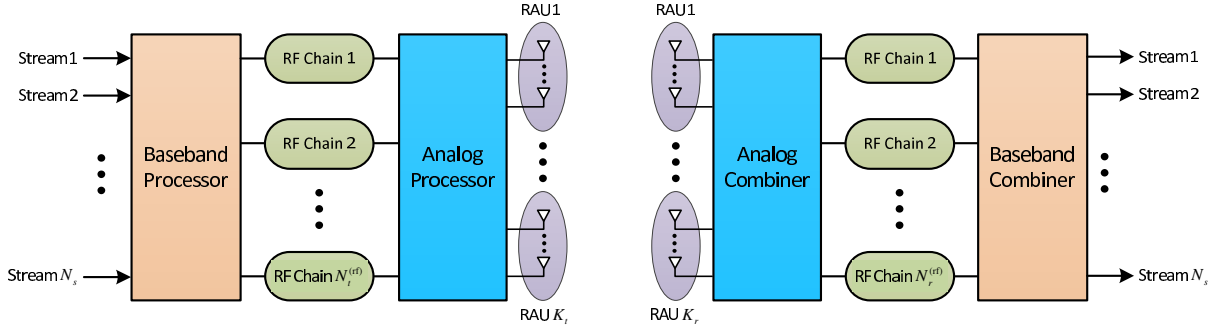 RAU1
RAU1
Stream1
Stream2
Stream N_s
Baseband
Processor
RF Chain 1
RF Chain 2
RF Chain N_t^(rf)
Analog
Processor
RAU K_t
RAU K_r
Analog
Combiner
RF Chain 1
RF Chain 2
RF Chain N_r^(rf)
Baseband
Combiner
Stream1
Stream2
Stream N_s